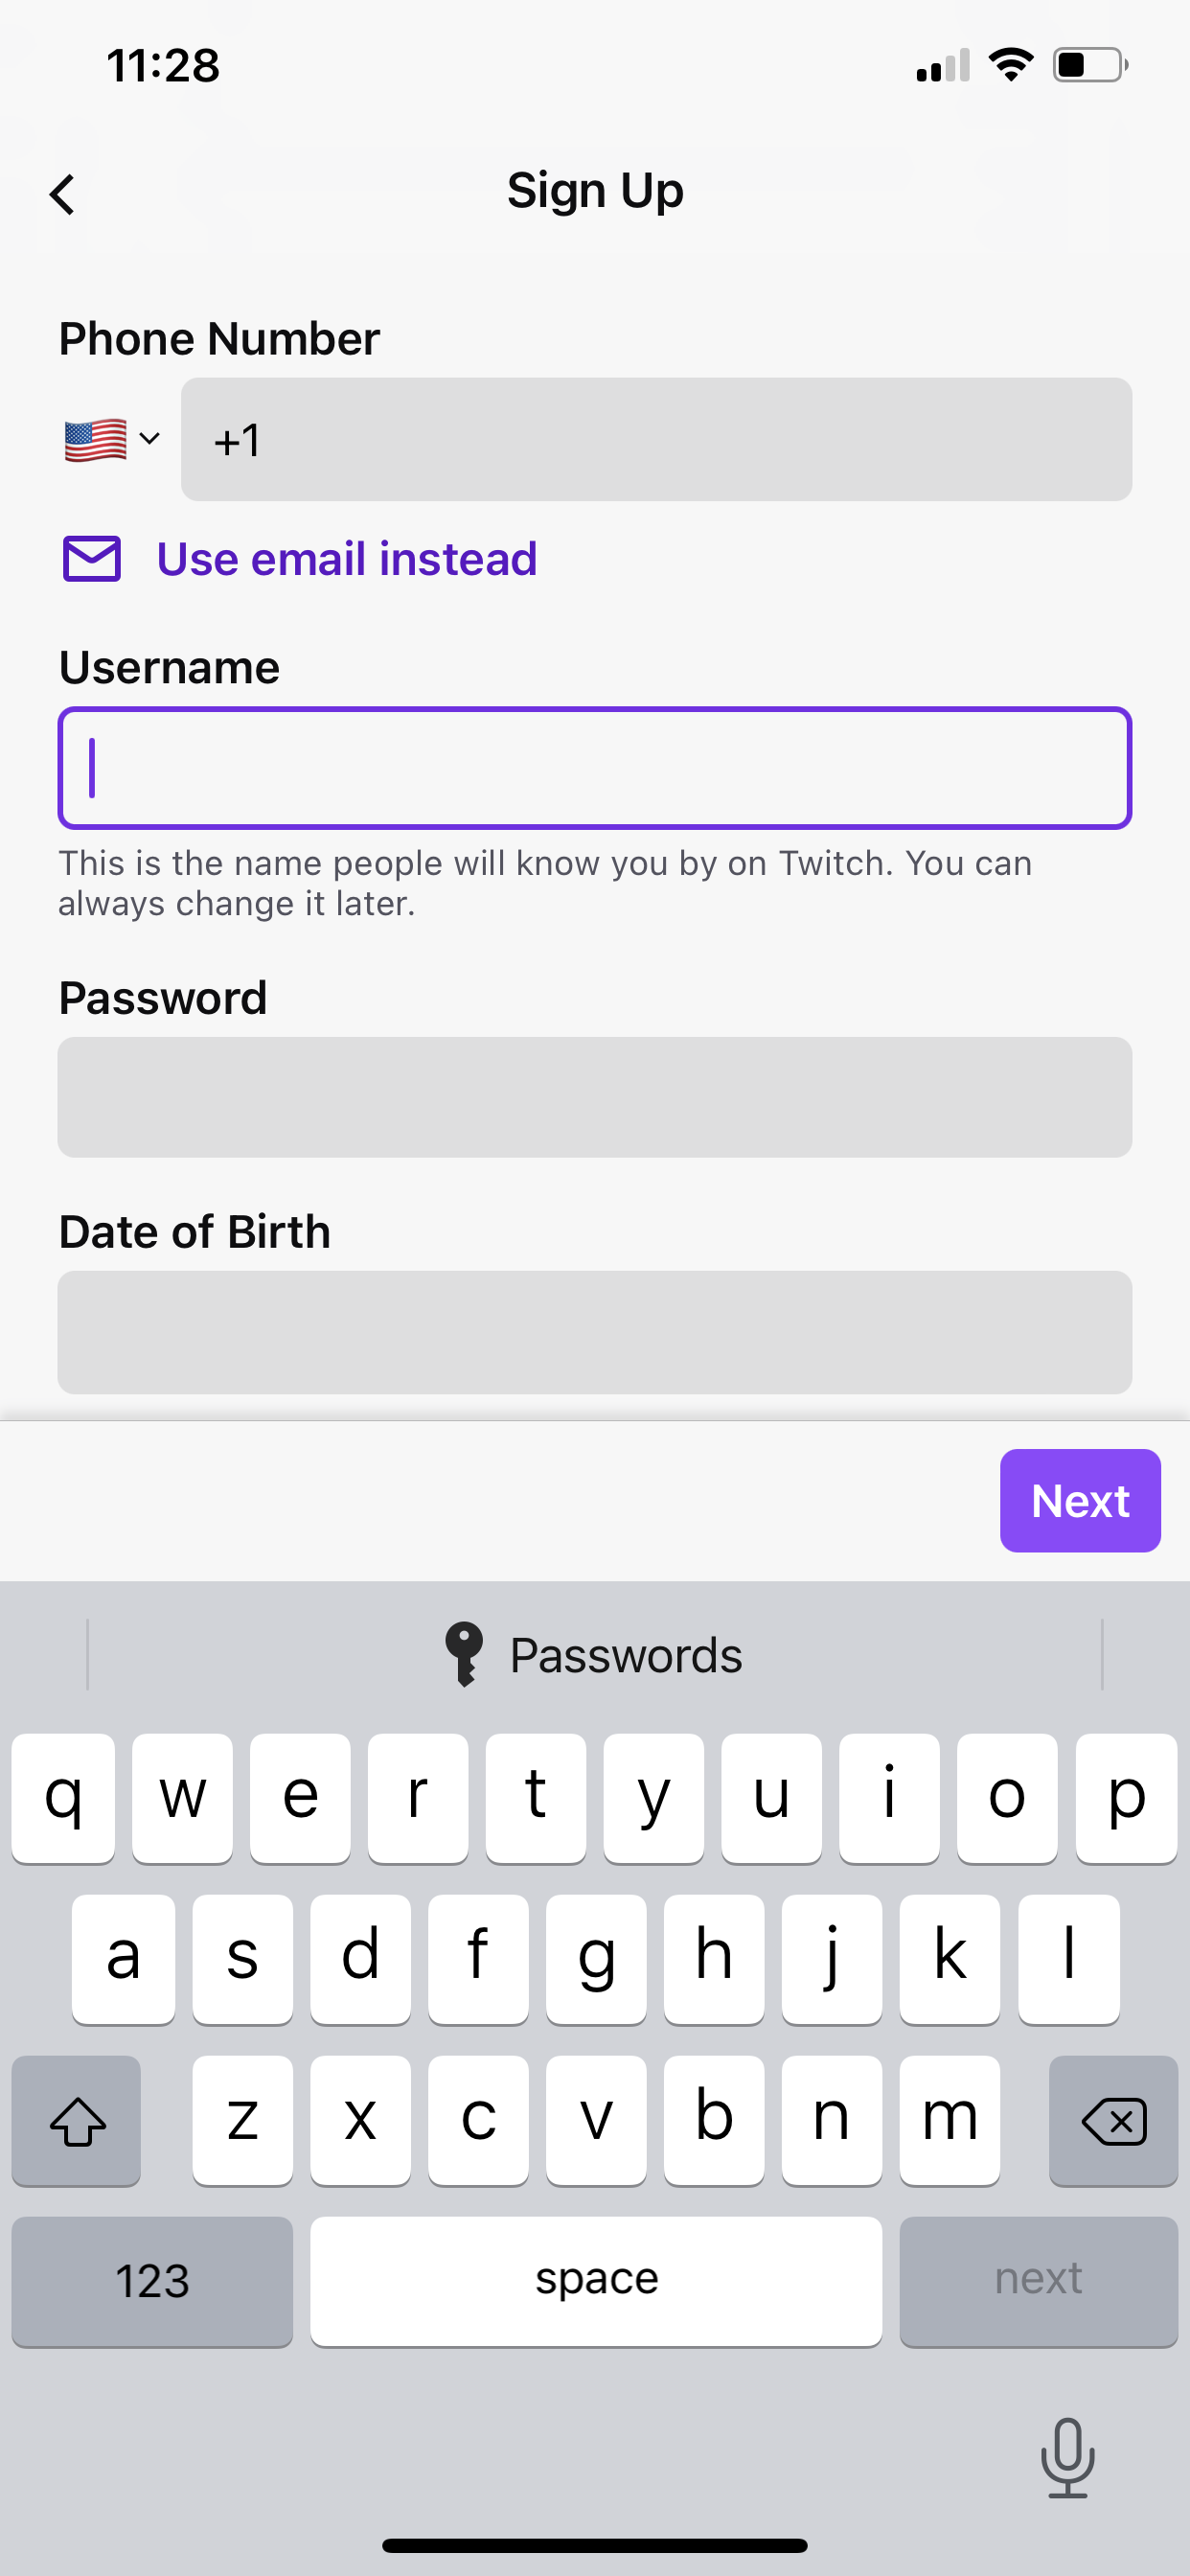 11:28
Sign Up
Phone Number
+1
Use email instead
Username
This is the name people will know you by on Twitch. You can
always change it later.
Password
Date of Birth
Next
Passwords
q w e r t y u i o p
a s d f g h j k l
z x c v b n m
123 space next